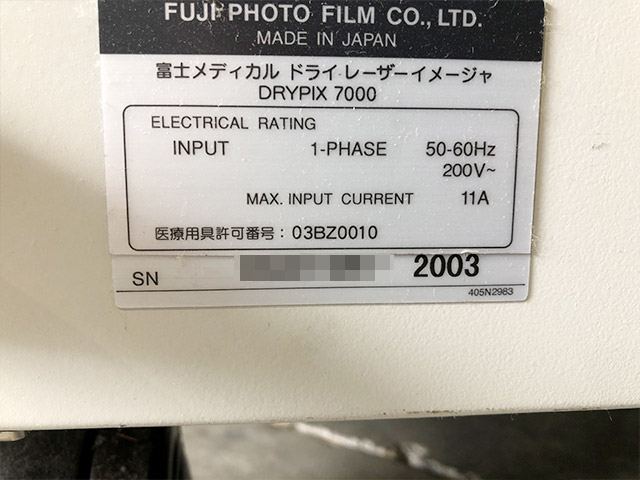 FUJI PHOTO FILM CO., LTD.
MADE IN JAPAN
富士メディカル ドライ レーザーイメージャ
DRYPIX 7000
ELECTRICAL RATING
INPUT 1-PHASE 50-60Hz
200V~
MAX. INPUT CURRENT 11A
医療用具許可番号：03BZ0010
SN 2003
405N2983